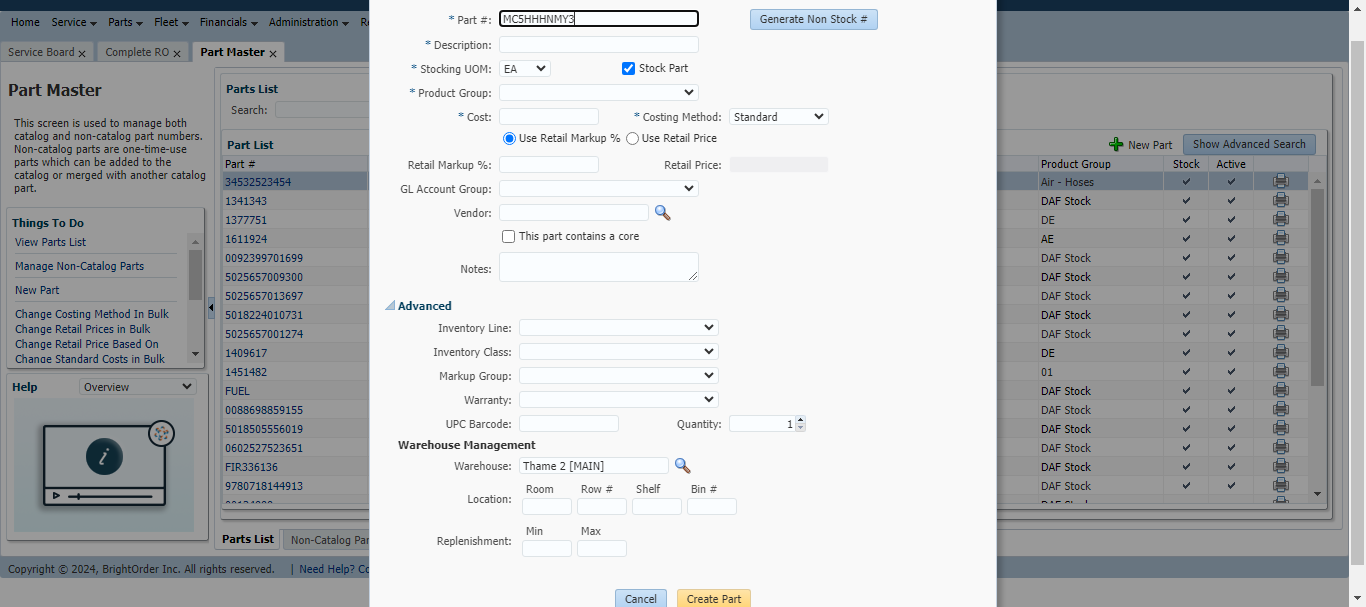 Home Service Parts Fleet Financials Administration
Service Board x Complete RO x Part Master x
Part Master
This screen is used to manage both
catalog and non-catalog part numbers.
Non-catalog parts are one-time-use
parts which can be added to the
catalog or merged with another catalog
part.
Things To Do
View Parts List
Manage Non-Catalog Parts
New Part
Change Costing Method In Bulk
Change Retail Prices in Bulk
Change Retail Price Based On
Change Standard Costs in Bulk
Help Overview
Parts List
Search:
Part List
Part #
34532523454
1341343
1377751
1611924
0092399701699
5025657009300
5025657013697
5018224010731
5025657001274
1409617
1451482
FUEL
0088698859155
5018505556019
0602527523651
FIR336136
9780718144913
Parts List Non-Catalog Par
* Part #: MC5HHHNMY3 Generate Non Stock #
* Description:
* Stocking UOM: EA Stock Part
* Product Group:
* Cost: * Costing Method: Standard
Use Retail Markup % Use Retail Price
Retail Markup %: Retail Price:
GL Account Group:
Vendor:
This part contains a core
Notes:
Advanced
Inventory Line:
Inventory Class:
Markup Group:
Warranty:
UPC Barcode: Quantity: 1
Warehouse Management
Warehouse: Thame 2 [MAIN]
Room Row # Shelf Bin #
Location:
Min Max
Replenishment:
Cancel Create Part
New Part Show Advanced Search
Product Group Stock Active
Air - Hoses
DAF Stock
DE
AE
DAF Stock
DAF Stock
DAF Stock
DAF Stock
DAF Stock
DE
01
DAF Stock
DAF Stock
DAF Stock
DAF Stock
DAF Stock
DAF Stock
Copyright © 2024, BrightOrder Inc. All rights reserved. | Need Help? Co